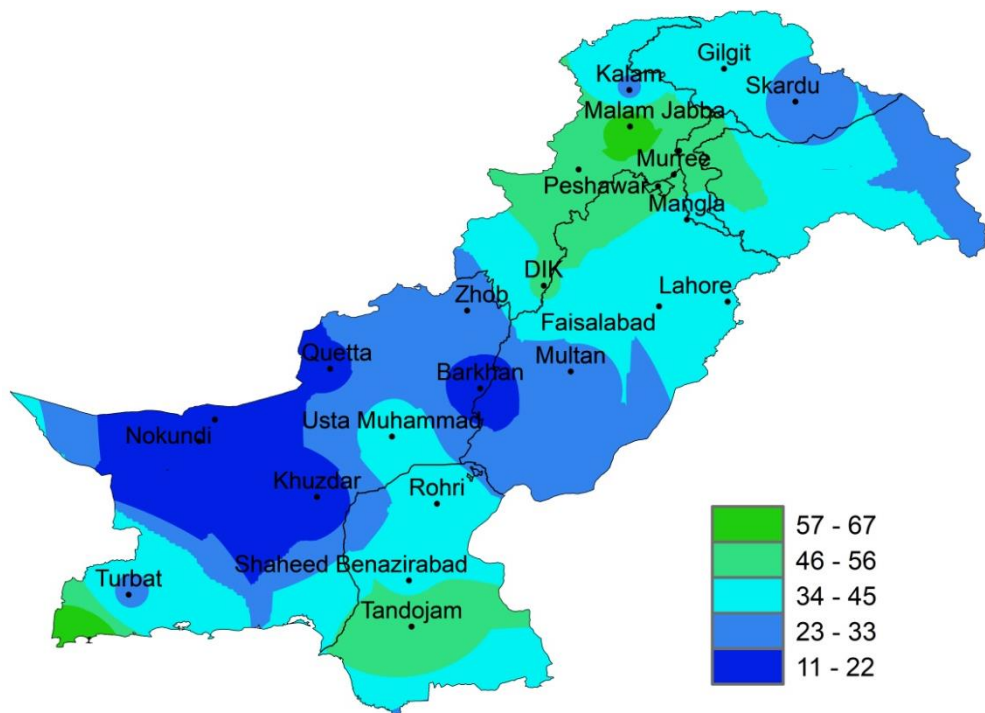 Gilgit
Kalam
Skardu
Malam Jabba
Murree
Peshawar
Mangla
DIK
Zhob
Lahore
Faisalabad
Quetta
Multan
Barkhan
Usta Muhammad
Nokundi
Khuzdar
Rohri
Shaheed Benazirabad
Turbat
Tandojam
57 - 67
46 - 56
34 - 45
23 - 33
11 - 22